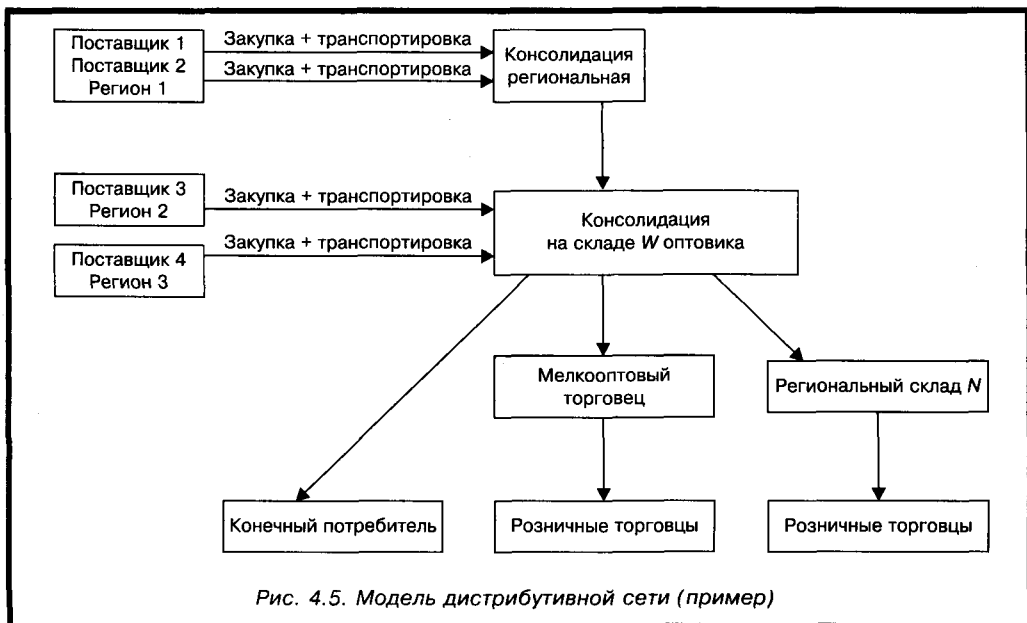 Поставщик 1
Поставщик 2
Регион 1
Закупка + транспортировка
Закупка + транспортировка
Консолидация
региональная
Поставщик 3
Регион 2
Закупка + транспортировка
Поставщик 4
Регион 3
Закупка + транспортировка
Консолидация
на складе W оптовика
Мелкооптовый
торговец
Региональный склад N
Конечный потребитель
Розничные торговцы
Розничные торговцы
Рис. 4.5. Модель дистрибутивной сети (пример)